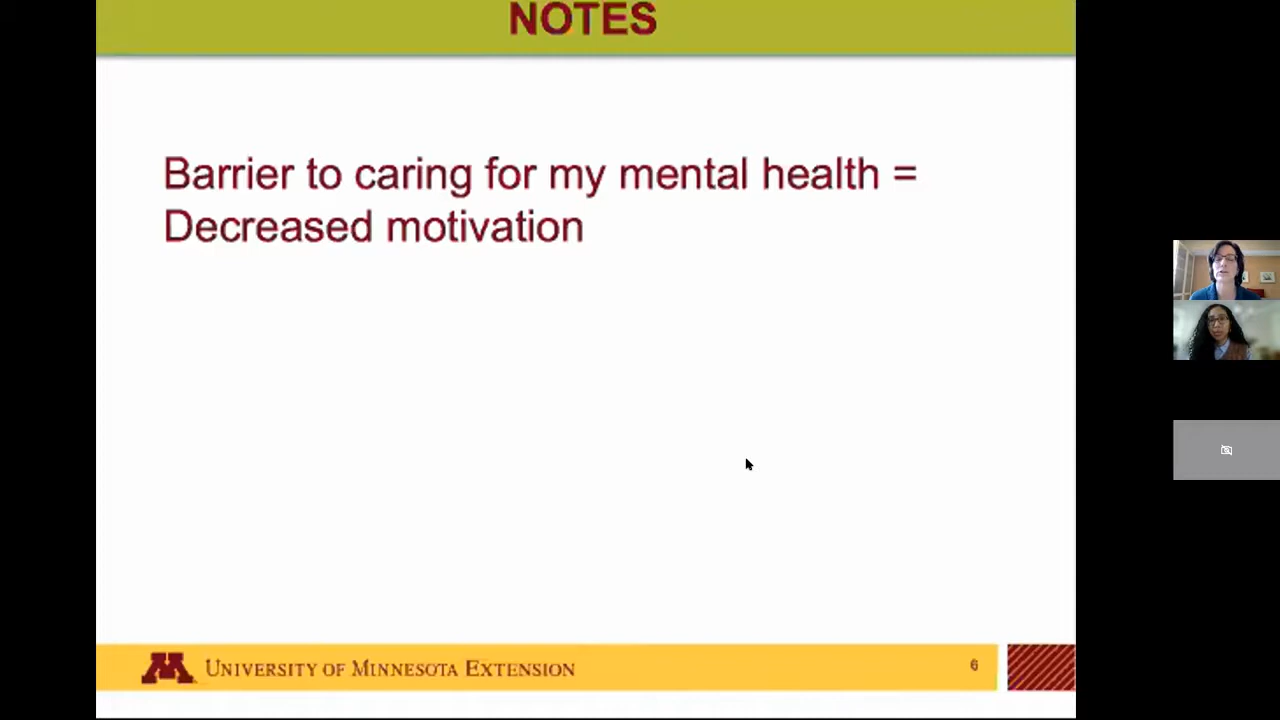 NOTES
Barrier to caring for my mental health =
Decreased motivation
UNIVERSITY OF MINNESOTA EXTENSION
6